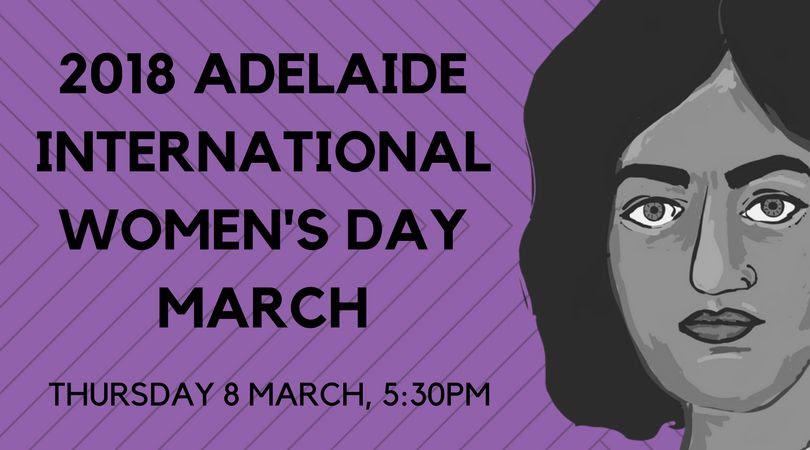 2018 ADELAIDE
INTERNATIONAL
WOMEN'S DAY
MARCH
THURSDAY 8 MARCH, 5:30PM